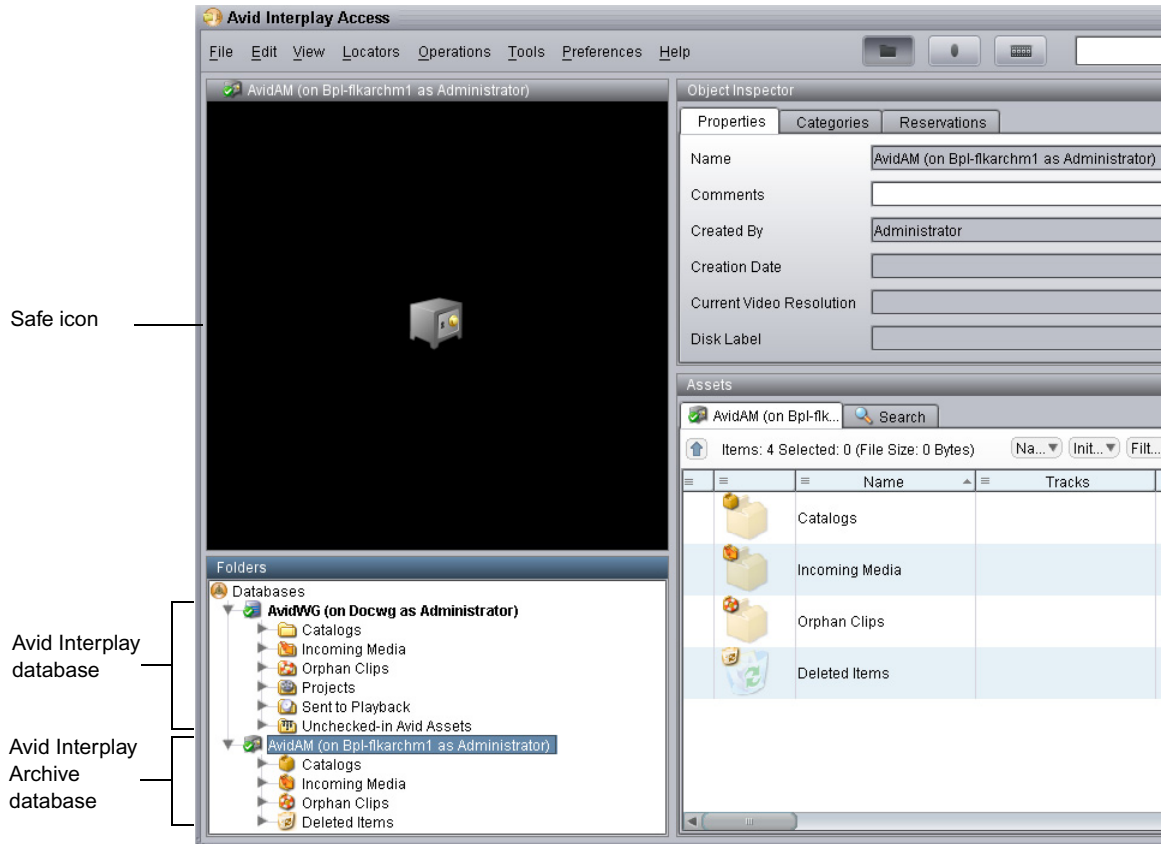 Avid Interplay Access
File Edit View Locators Operations Tools Preferences Help
AvidAM (on Bpl-flkarchm1 as Administrator)
Object Inspector
Properties Categories Reservations
Name AvidAM (on Bpl-flkarchm1 as Administrator)
Comments
Created By Administrator
Creation Date
Current Video Resolution
Disk Label
Safe icon
Assets
AvidAM (on Bpl-flk... Search
Items: 4 Selected: 0 (File Size: 0 Bytes) Na... Init... Filt...
Name Tracks
Catalogs
Incoming Media
Orphan Clips
Deleted Items
Folders
Databases
AvidWG (on Docwg as Administrator)
Catalogs
Incoming Media
Orphan Clips
Projects
Sent to Playback
Unchecked-in Avid Assets
AvidAM (on Bpl-flkarchm1 as Administrator)
Catalogs
Incoming Media
Orphan Clips
Deleted Items
Avid Interplay
database
Avid Interplay
Archive
database